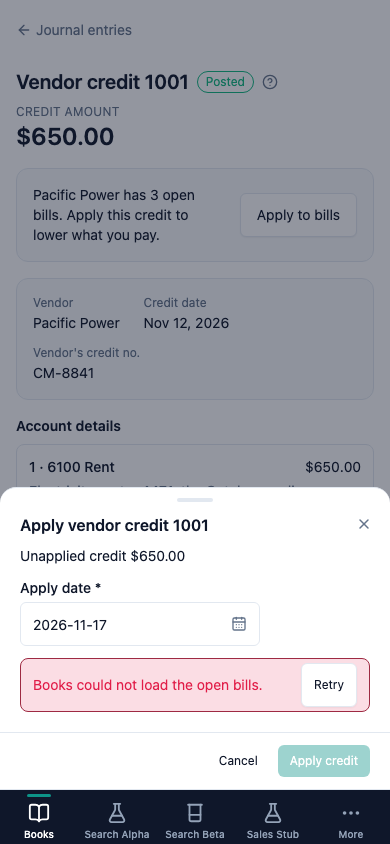 Journal entries
Vendor credit 1001 Posted
CREDIT AMOUNT
$650.00
Pacific Power has 3 open
bills. Apply this credit to
lower what you pay.
Apply to bills
Vendor Credit date
Pacific Power Nov 12, 2026
Vendor's credit no.
CM-8841
Account details
1 · 6100 Rent $650.00
Apply vendor credit 1001
Unapplied credit $650.00
Apply date *
2026-11-17
Books could not load the open bills. Retry
Cancel Apply credit
Books Search Alpha Search Beta Sales Stub More